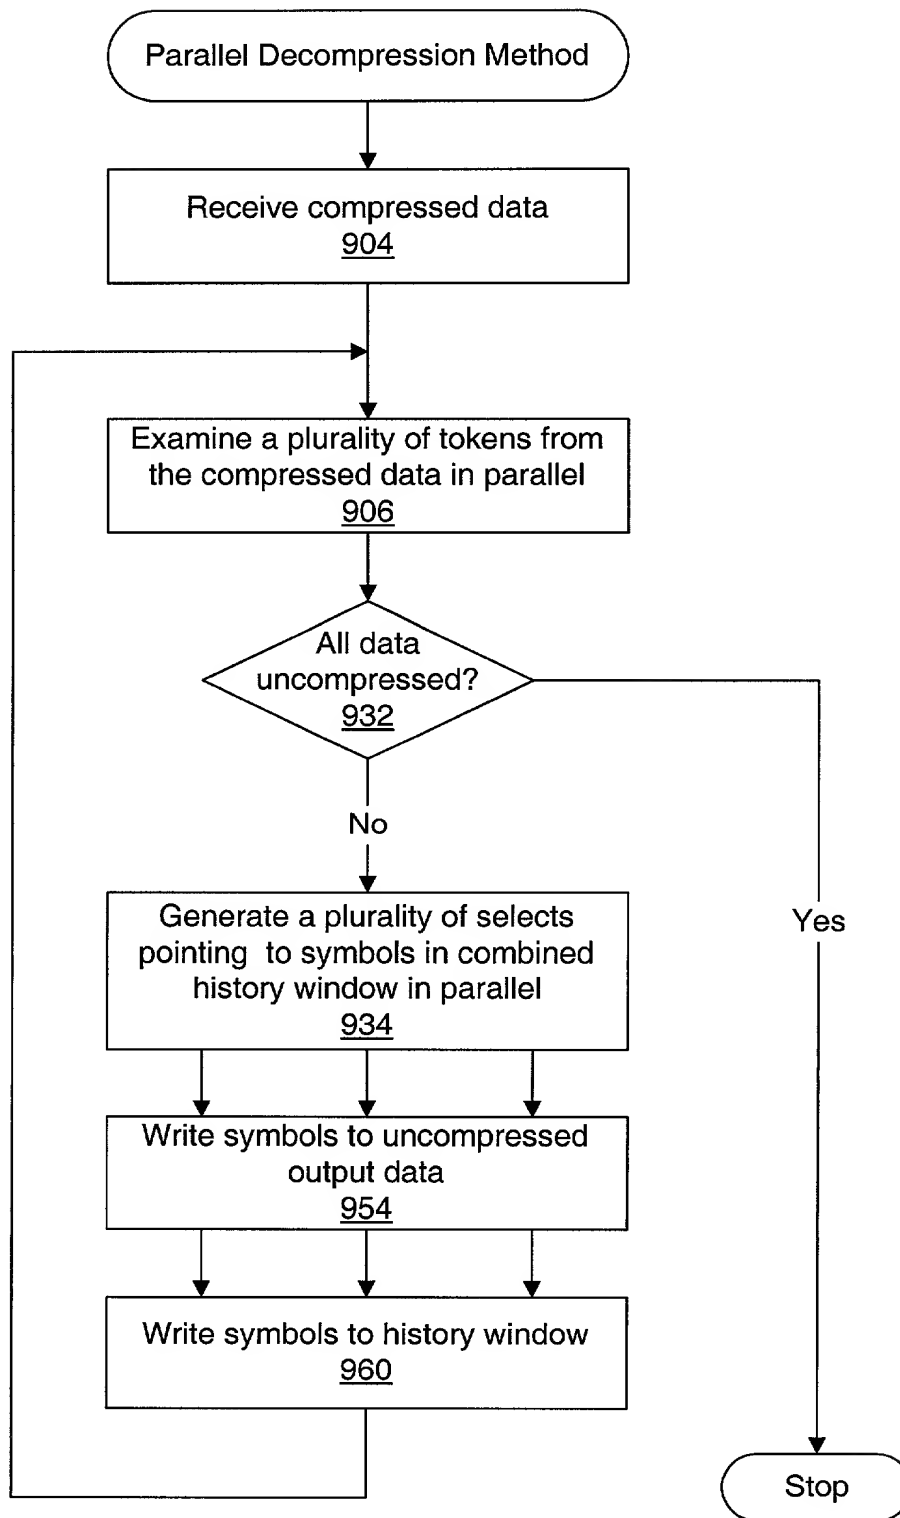 Parallel Decompression Method
Receive compressed data
904
Examine a plurality of tokens from
the compressed data in parallel
906
All data
uncompressed?
932
No
Yes
Generate a plurality of selects
pointing to symbols in combined
history window in parallel
934
Write symbols to uncompressed
output data
954
Write symbols to history window
960
Stop